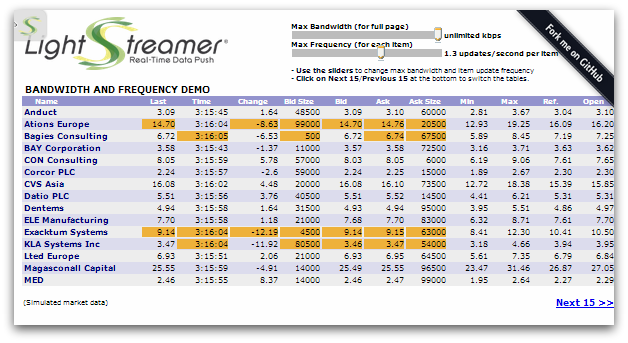 LightStreamer®
Real-Time Data Push
Max Bandwidth (for full page)
unlimited kbps
Max Frequency (for each item)
1.3 updates/second per item
Fork me on GitHub
- Use the sliders to change max bandwidth and item update frequency
- Click on Next 15/Previous 15 at the bottom to switch the tables.
BANDWIDTH AND FREQUENCY DEMO
Name Last Time Change Bid Size Bid Ask Ask Size Min Max Ref. Open
Anduct 3.09 3:15:45 1.64 48500 3.09 3.10 60000 2.81 3.67 3.04 3.10
Ations Europe 14.70 3:16:04 -8.63 99000 14.70 14.76 20500 12.93 19.25 16.09 16.20
Bagies Consulting 6.72 3:16:05 -6.53 500 6.72 6.74 67500 5.89 8.45 7.19 7.25
BAY Corporation 3.58 3:15:43 -1.37 11000 3.57 3.58 72500 3.16 3.71 3.63 3.62
CON Consulting 8.05 3:15:59 5.78 57000 8.03 8.05 6000 6.19 9.06 7.61 7.65
Corcor PLC 2.24 3:15:57 -2.6 59000 2.24 2.25 15000 1.89 2.67 2.30 2.30
CVS Asia 16.08 3:16:02 4.48 20000 16.08 16.10 73500 12.72 18.38 15.39 15.85
Datio PLC 5.51 3:15:56 3.76 40500 5.51 5.52 14500 4.41 6.21 5.31 5.31
Dentems 4.94 3:15:58 1.64 31500 4.93 4.94 95000 3.95 5.51 4.86 4.97
ELE Manufacturing 7.70 3:15:58 1.18 21000 7.68 7.70 83000 6.32 8.71 7.61 7.70
Exacktum Systems 9.14 3:16:04 -12.19 4500 9.14 9.15 63000 8.41 12.30 10.41 10.50
KLA Systems Inc 3.47 3:16:04 -11.92 80500 3.46 3.47 54000 3.18 4.66 3.94 3.95
Lted Europe 6.93 3:15:51 2.06 21000 6.93 6.95 64500 5.61 7.35 6.79 6.84
Magasconall Capital 25.55 3:15:59 -4.91 14000 25.49 25.55 96500 23.47 31.46 26.87 27.05
MED 2.46 3:15:55 8.37 14000 2.46 2.47 99000 1.95 2.64 2.27 2.29
(Simulated market data)
Next 15 >>